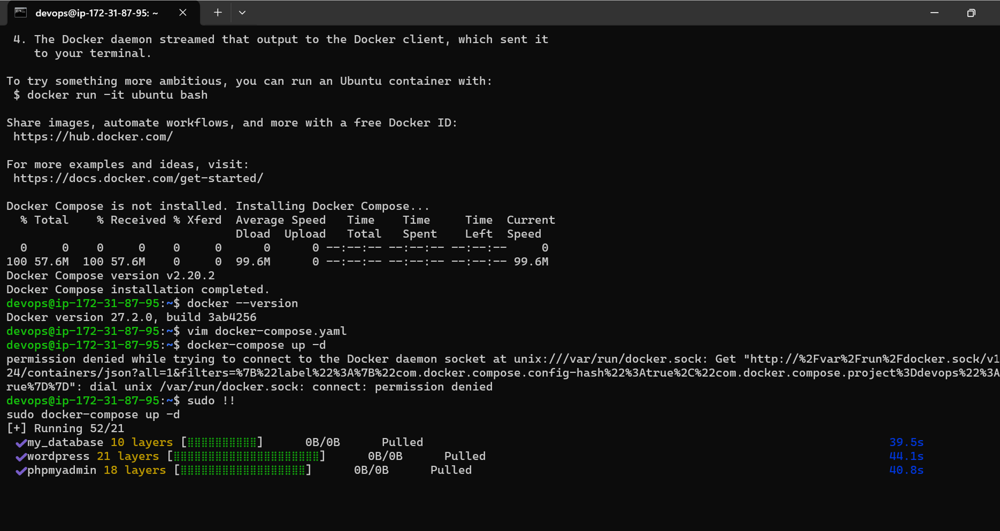 devops@ip-172-31-87-95: ~
4. The Docker daemon streamed that output to the Docker client, which sent it
to your terminal.
To try something more ambitious, you can run an Ubuntu container with:
$ docker run -it ubuntu bash
Share images, automate workflows, and more with a free Docker ID:
https://hub.docker.com/
For more examples and ideas, visit:
https://docs.docker.com/get-started/
Docker Compose is not installed. Installing Docker Compose...
% Total % Received % Xferd Average Speed Time Time Time Current
Dload Upload Total Spent Left Speed
0 0 0 0 0 0 0 0 --:--:-- --:--:-- --:--:-- 0
100 57.6M 100 57.6M 0 0 99.6M 0 --:--:-- --:--:-- --:--:-- 99.6M
Docker Compose version v2.20.2
Docker Compose installation completed.
devops@ip-172-31-87-95:~$ docker --version
Docker version 27.2.0, build 3ab4256
devops@ip-172-31-87-95:~$ vim docker-compose.yaml
devops@ip-172-31-87-95:~$ docker-compose up -d
permission denied while trying to connect to the Docker daemon socket at unix:///var/run/docker.sock: Get "http://%2Fvar%2Frun%2Fdocker.sock/v1
24/containers/json?all=1&filters=%7B%22label%22%3A%7B%22com.docker.compose.config-hash%22%3Atrue%2C%22com.docker.compose.project%3Ddevops%22%3A
rue%7D%7D": dial unix /var/run/docker.sock: connect: permission denied
devops@ip-172-31-87-95:~$ sudo !!
sudo docker-compose up -d
[+] Running 52/21
✔my_database 10 layers [⣿⣿⣿⣿⣿⣿⣿⣿⣿⣿] 0B/0B Pulled 39.5s
✔wordpress 21 layers [⣿⣿⣿⣿⣿⣿⣿⣿⣿⣿⣿⣿⣿⣿⣿⣿⣿⣿⣿⣿⣿] 0B/0B Pulled 44.1s
✔phpmyadmin 18 layers [⣿⣿⣿⣿⣿⣿⣿⣿⣿⣿⣿⣿⣿⣿⣿⣿⣿⣿] 0B/0B Pulled 40.8s